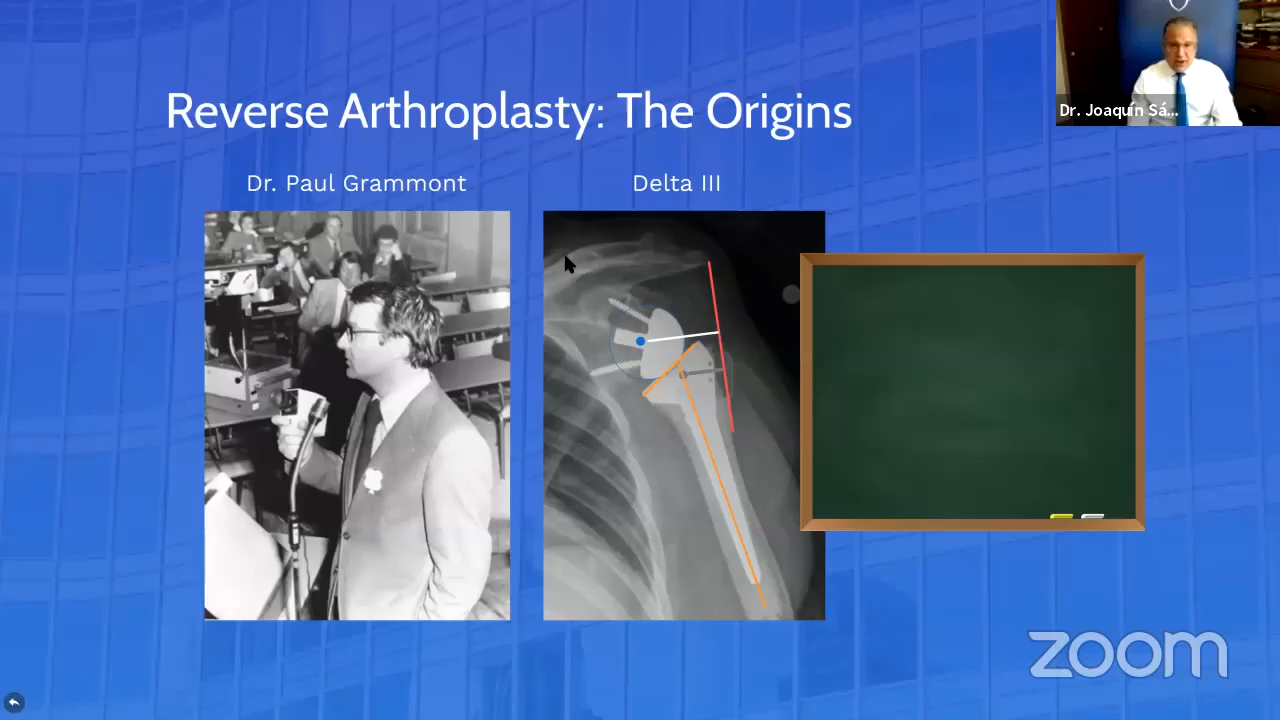 Reverse Arthroplasty: The Origins
Dr. Joaquín Sá...
Dr. Paul Grammont
Delta III
zoom